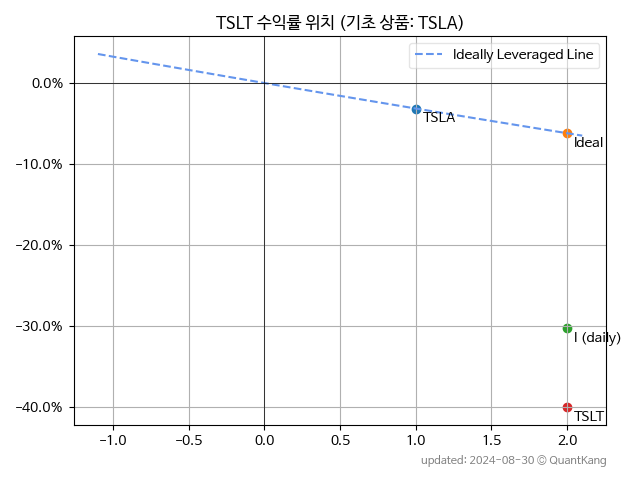 TSLT 수익률 위치 (기초 상품: TSLA)
Ideally Leveraged Line
0.0%
TSLA
Ideal
−10.0%
−20.0%
−30.0%
I (daily)
−40.0%
TSLT
−1.0 −0.5 0.0 0.5 1.0 1.5 2.0
updated: 2024-08-30 © QuantKang